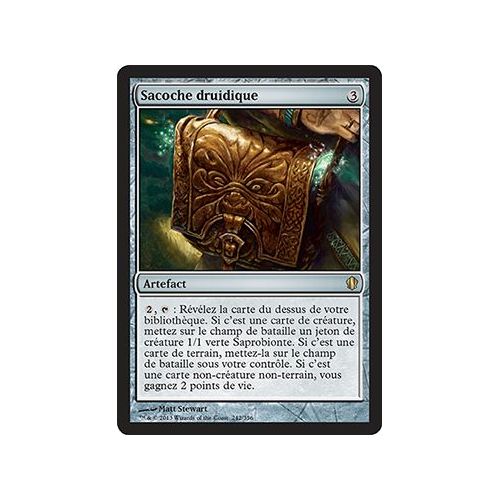 Sacoche druidique 3
Artefact
2, : Révélez la carte du dessus de votre
bibliothèque. Si c'est une carte de créature,
mettez sur le champ de bataille un jeton de
créature 1/1 verte Saprobionte. Si c'est une
carte de terrain, mettez-la sur le champ
de bataille sous votre contrôle. Si c'est
une carte non-créature non-terrain, vous
gagnez 2 points de vie.
Matt Stewart
™ & © 2013 Wizards of the Coast 242/356